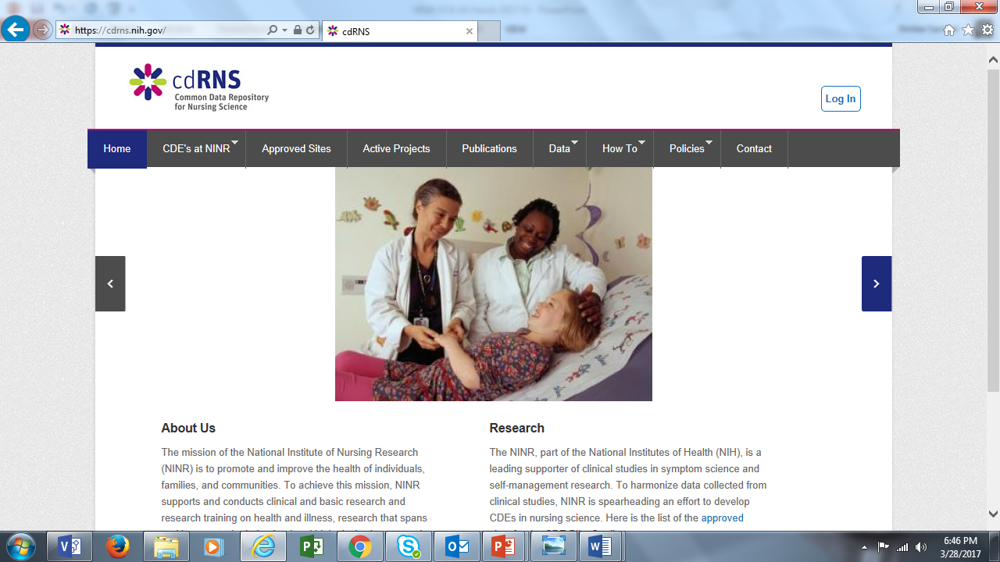 https://cdrns.nih.gov/
cdRNS
cdRNS
Common Data Repository
for Nursing Science
Log In
Home CDE's at NINR Approved Sites Active Projects Publications Data How To Policies Contact
About Us
The mission of the National Institute of Nursing Research
(NINR) is to promote and improve the health of individuals,
families, and communities. To achieve this mission, NINR
supports and conducts clinical and basic research and
research training on health and illness, research that spans
Research
The NINR, part of the National Institutes of Health (NIH), is a
leading supporter of clinical studies in symptom science and
self-management research. To harmonize data collected from
clinical studies, NINR is spearheading an effort to develop
CDEs in nursing science. Here is the list of the approved
6:46 PM
3/28/2017